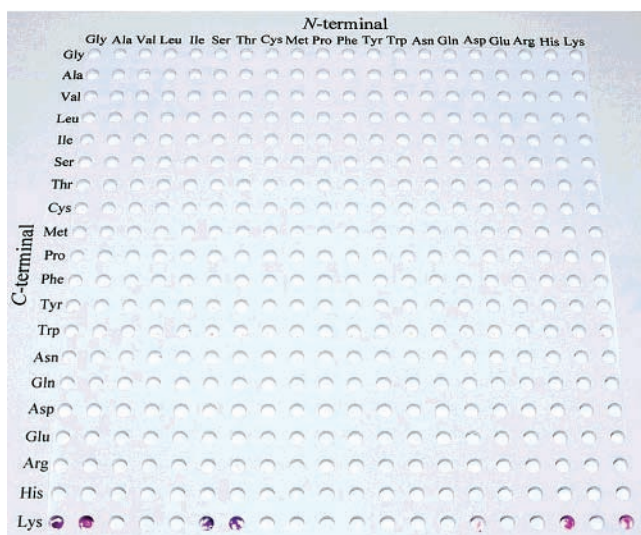 N-terminal
Gly Ala Val Leu Ile Ser Thr Cys Met Pro Phe Tyr Trp Asn Gln Asp Glu Arg His Lys
C-terminal
Gly
Ala
Val
Leu
Ile
Ser
Thr
Cys
Met
Pro
Phe
Tyr
Trp
Asn
Gln
Asp
Glu
Arg
His
Lys